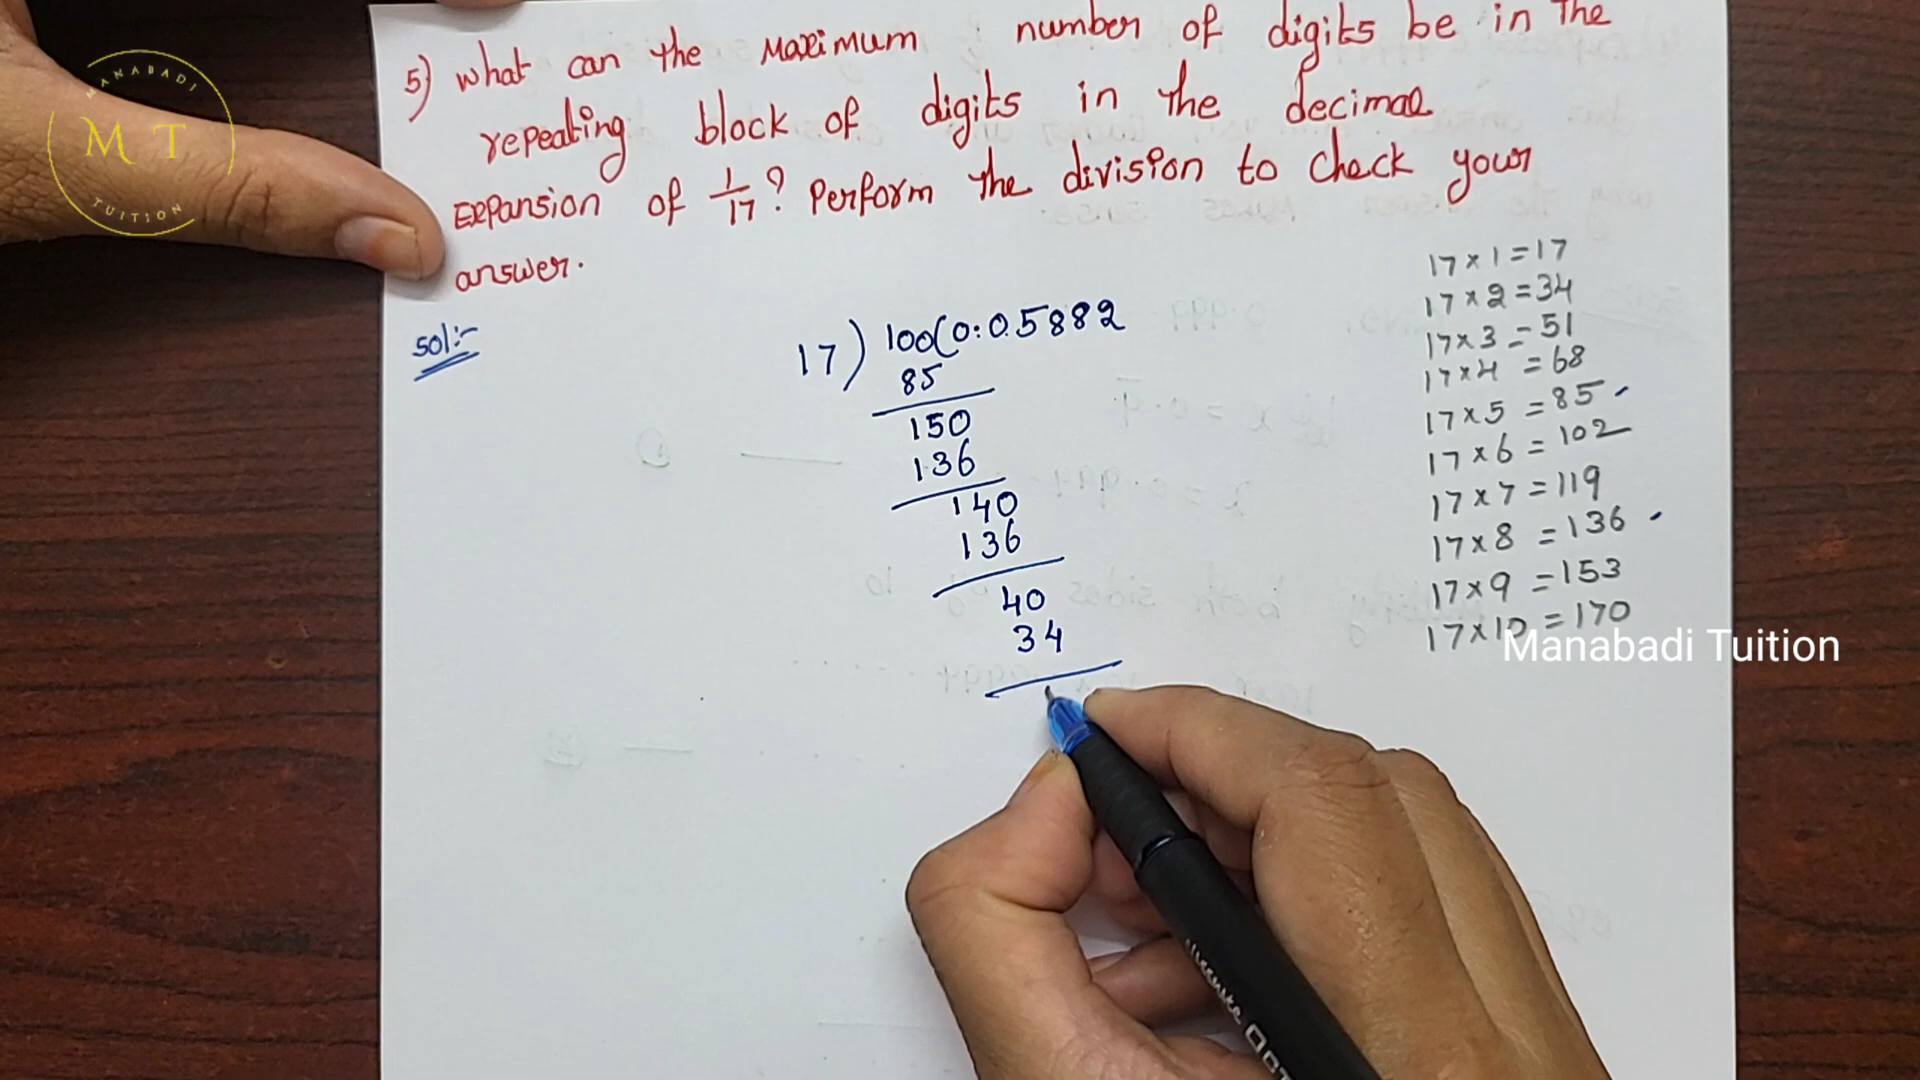 MANABADI
M T
TUITION
5) what can the Maximum number of digits be in the
repeating block of digits in the decimal
Expansion of 1/17? Perform the division to check your
answer.
sol:-
17) 100(0:0.5882
85
150
136
140
136
40
34
17 x 1 = 17
17 x 2 = 34
17 x 3 = 51
17 x 4 = 68
17 x 5 = 85
17 x 6 = 102
17 x 7 = 119
17 x 8 = 136
17 x 9 = 153
17 x 10 = 170
Manabadi Tuition